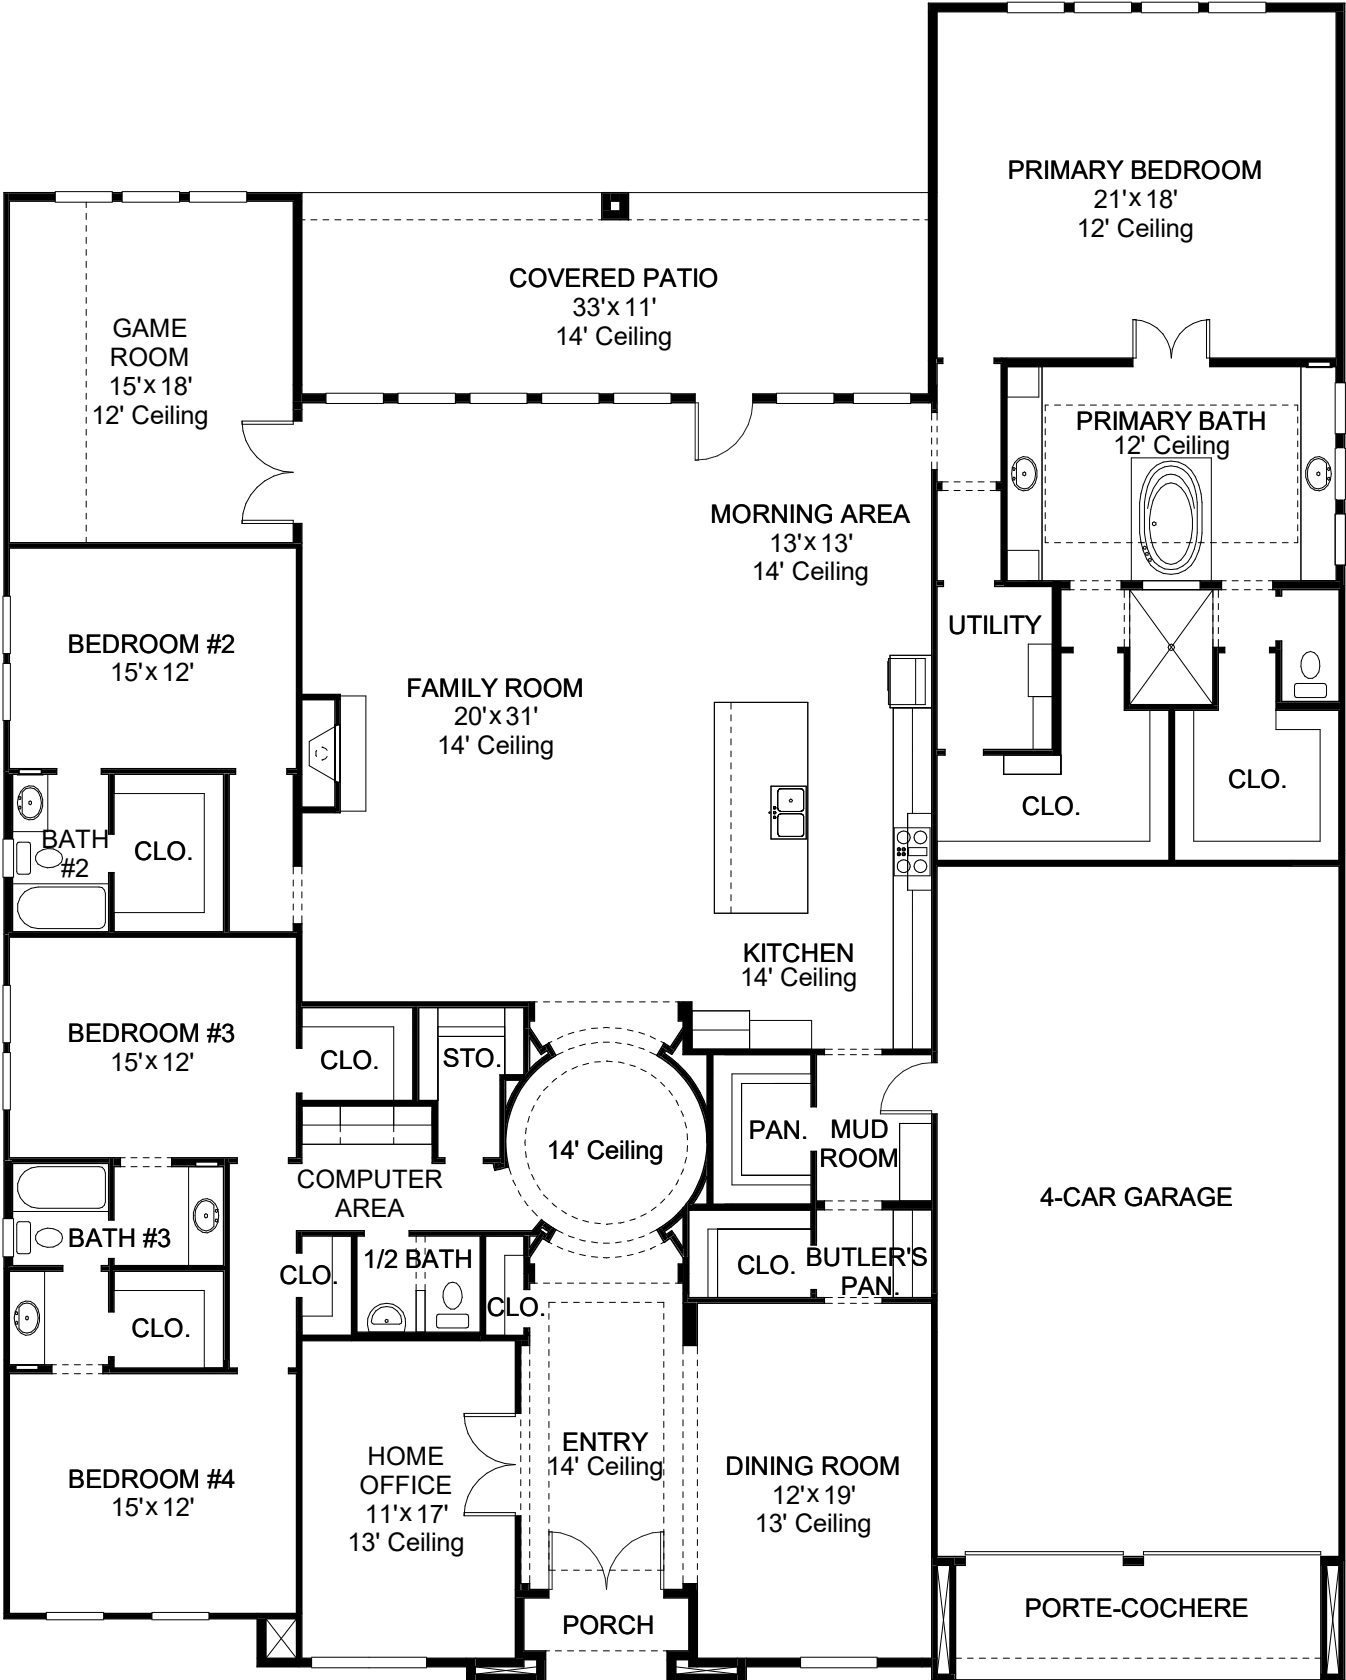 PRIMARY BEDROOM
21'x 18'
12' Ceiling
COVERED PATIO
33'x 11'
14' Ceiling
GAME
ROOM
15'x 18'
12' Ceiling
PRIMARY BATH
12' Ceiling
MORNING AREA
13'x 13'
14' Ceiling
BEDROOM #2
15'x 12'
UTILITY
FAMILY ROOM
20'x 31'
14' Ceiling
CLO.
CLO.
BATH
#2
CLO.
KITCHEN
14' Ceiling
BEDROOM #3
15'x 12'
CLO.
STO.
14' Ceiling
PAN.
MUD
ROOM
COMPUTER
AREA
4-CAR GARAGE
BATH #3
CLO.
1/2 BATH
CLO.
CLO.
BUTLER'S
PAN.
CLO.
BEDROOM #4
15'x 12'
HOME
OFFICE
11'x 17'
13' Ceiling
ENTRY
14' Ceiling
DINING ROOM
12'x 19'
13' Ceiling
PORCH
PORTE-COCHERE